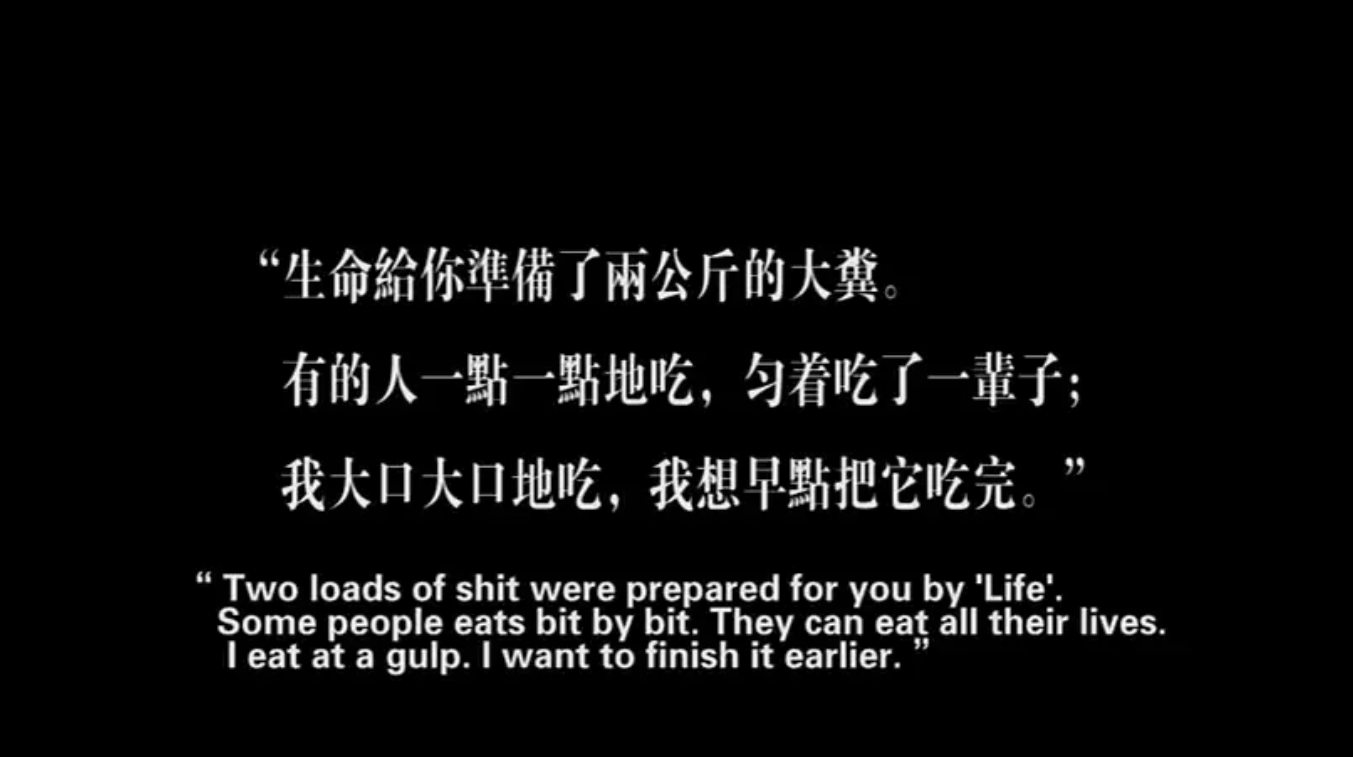 “生命給你準備了兩公斤的大糞。
有的人一點一點地吃，匀着吃了一輩子；
我大口大口地吃，我想早點把它吃完。”
“ Two loads of shit were prepared for you by 'Life'.
Some people eats bit by bit. They can eat all their lives.
I eat at a gulp. I want to finish it earlier. ”